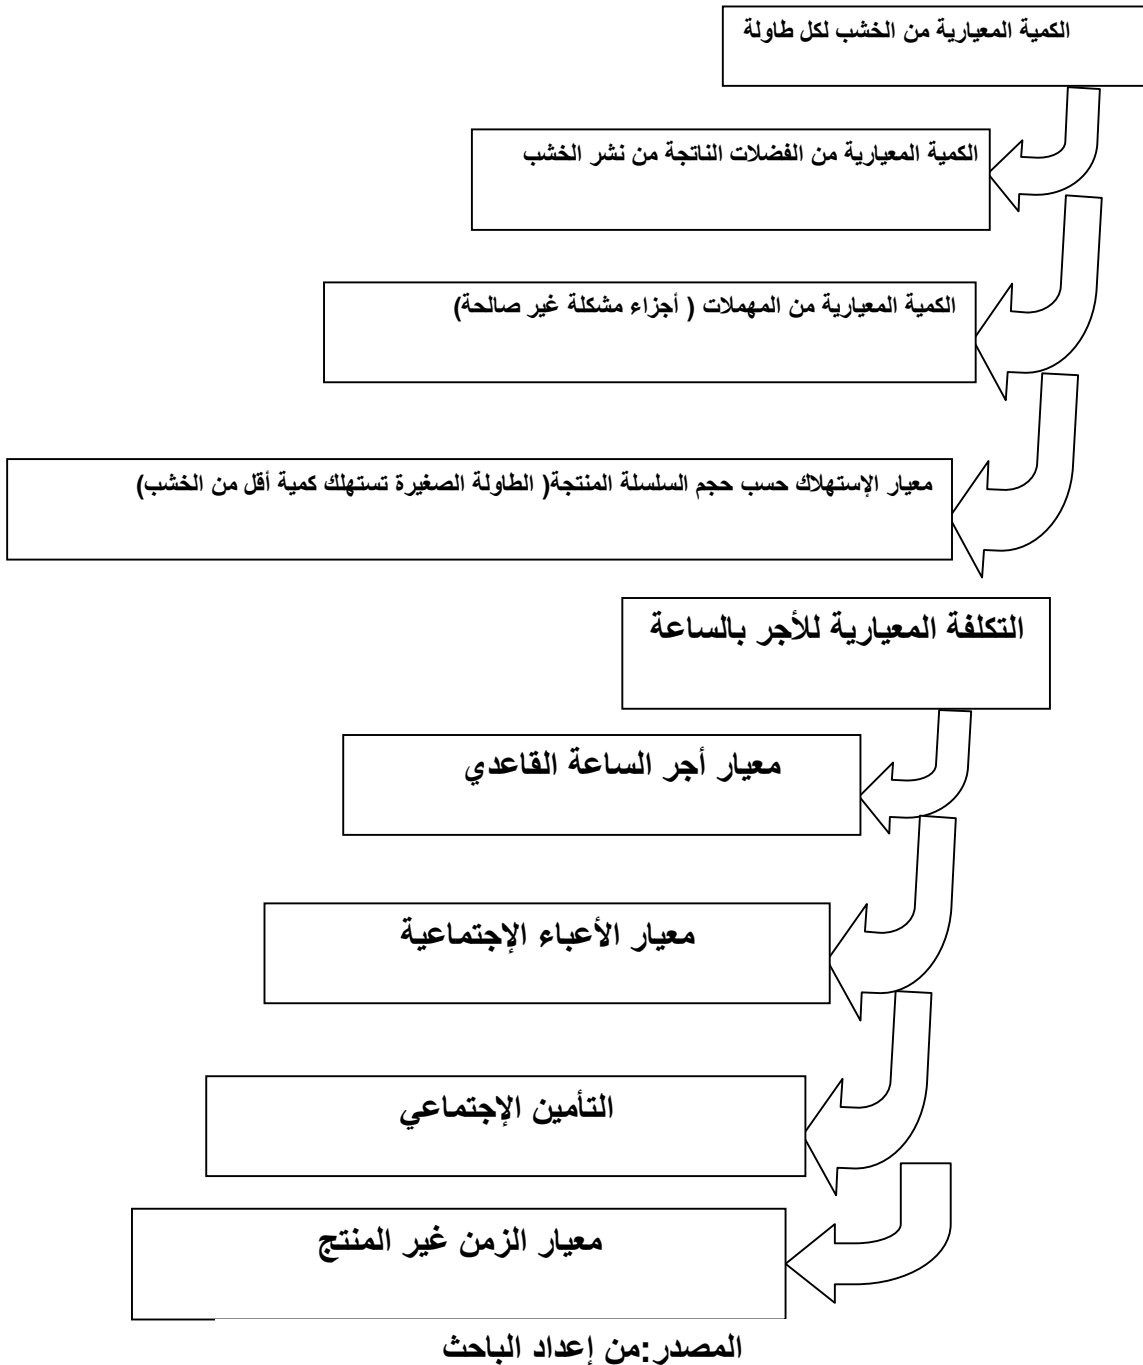 الكمية المعيارية من الخشب لكل طاولة
الكمية المعيارية من الفضلات الناتجة من نشر الخشب
الكمية المعيارية من المهملات ( أجزاء مشكلة غير صالحة)
معيار الإستهلاك حسب حجم السلسلة المنتجة( الطاولة الصغيرة تستهلك كمية أقل من الخشب)
التكلفة المعيارية للأجر بالساعة
معيار أجر الساعة القاعدي
معيار الأعباء الإجتماعية
التأمين الإجتماعي
معيار الزمن غير المنتج
المصدر:من إعداد الباحث